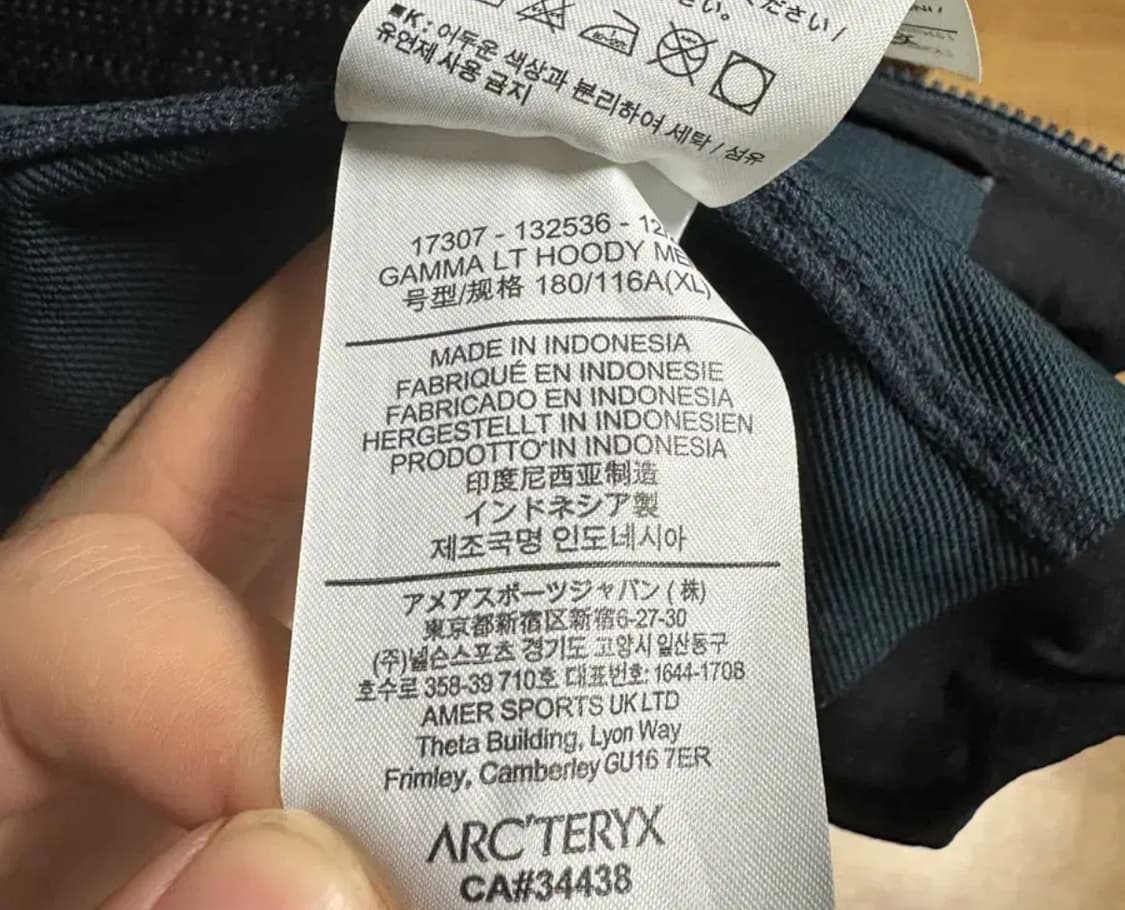 ください /
さい。
■K : 어두운 색상과 분리하여 세탁 / 섬유
유연제 사용 금지
17307 - 132536 -
GAMMA LT HOODY
号型/规格 180/116A(XL)
MADE IN INDONESIA
FABRIQUÉ EN INDONESIE
FABRICADO EN INDONESIA
HERGESTELLT IN INDONESIEN
PRODOTTO IN INDONESIA
印度尼西亚制造
インドネシア製
제조국명 인도네시아
アメアスポーツジャパン ( 株)
東京都新宿区新宿6-27-30
(주)넬슨스포츠 경기도 고양시 일산동구
호수로 358-39 710호 대표번호: 1644-1708
AMER SPORTS UK LTD
Theta Building, Lyon Way
Frimley, Camberley GU16 7ER
ARC'TERYX
CA#34438